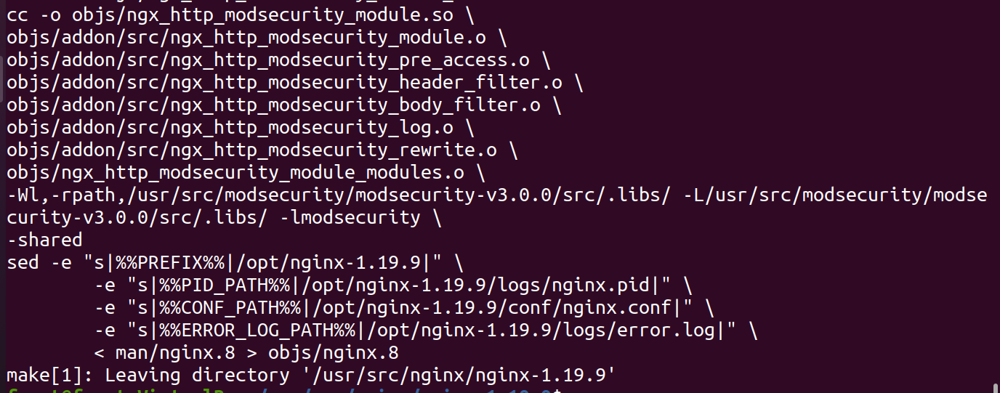 cc -o objs/ngx_http_modsecurity_module.so \
objs/addon/src/ngx_http_modsecurity_module.o \
objs/addon/src/ngx_http_modsecurity_pre_access.o \
objs/addon/src/ngx_http_modsecurity_header_filter.o \
objs/addon/src/ngx_http_modsecurity_body_filter.o \
objs/addon/src/ngx_http_modsecurity_log.o \
objs/addon/src/ngx_http_modsecurity_rewrite.o \
objs/ngx_http_modsecurity_module_modules.o \
-Wl,-rpath,/usr/src/modsecurity/modsecurity-v3.0.0/src/.libs/ -L/usr/src/modsecurity/modse
curity-v3.0.0/src/.libs/ -lmodsecurity \
-shared
sed -e "s|%%PREFIX%%|/opt/nginx-1.19.9|" \
        -e "s|%%PID_PATH%%|/opt/nginx-1.19.9/logs/nginx.pid|" \
        -e "s|%%CONF_PATH%%|/opt/nginx-1.19.9/conf/nginx.conf|" \
        -e "s|%%ERROR_LOG_PATH%%|/opt/nginx-1.19.9/logs/error.log|" \
        < man/nginx.8 > objs/nginx.8
make[1]: Leaving directory '/usr/src/nginx/nginx-1.19.9'